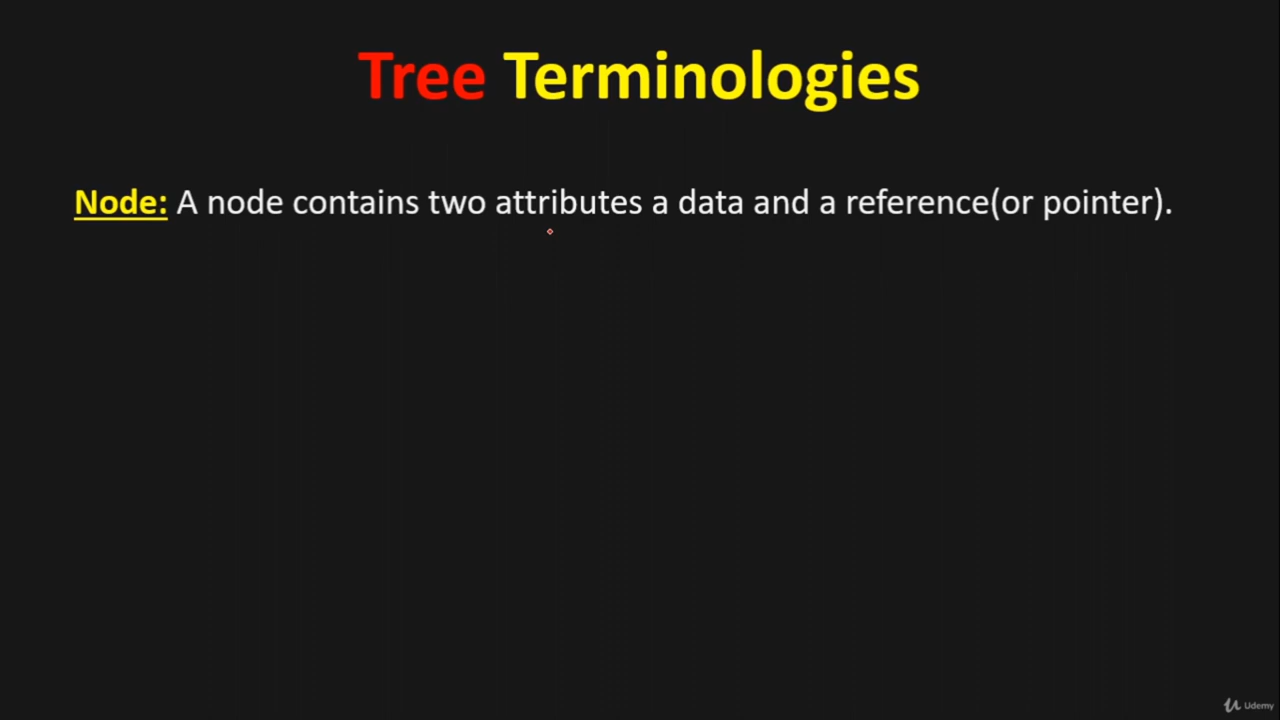 Tree Terminologies
Node: A node contains two attributes a data and a reference(or pointer).
Udemy